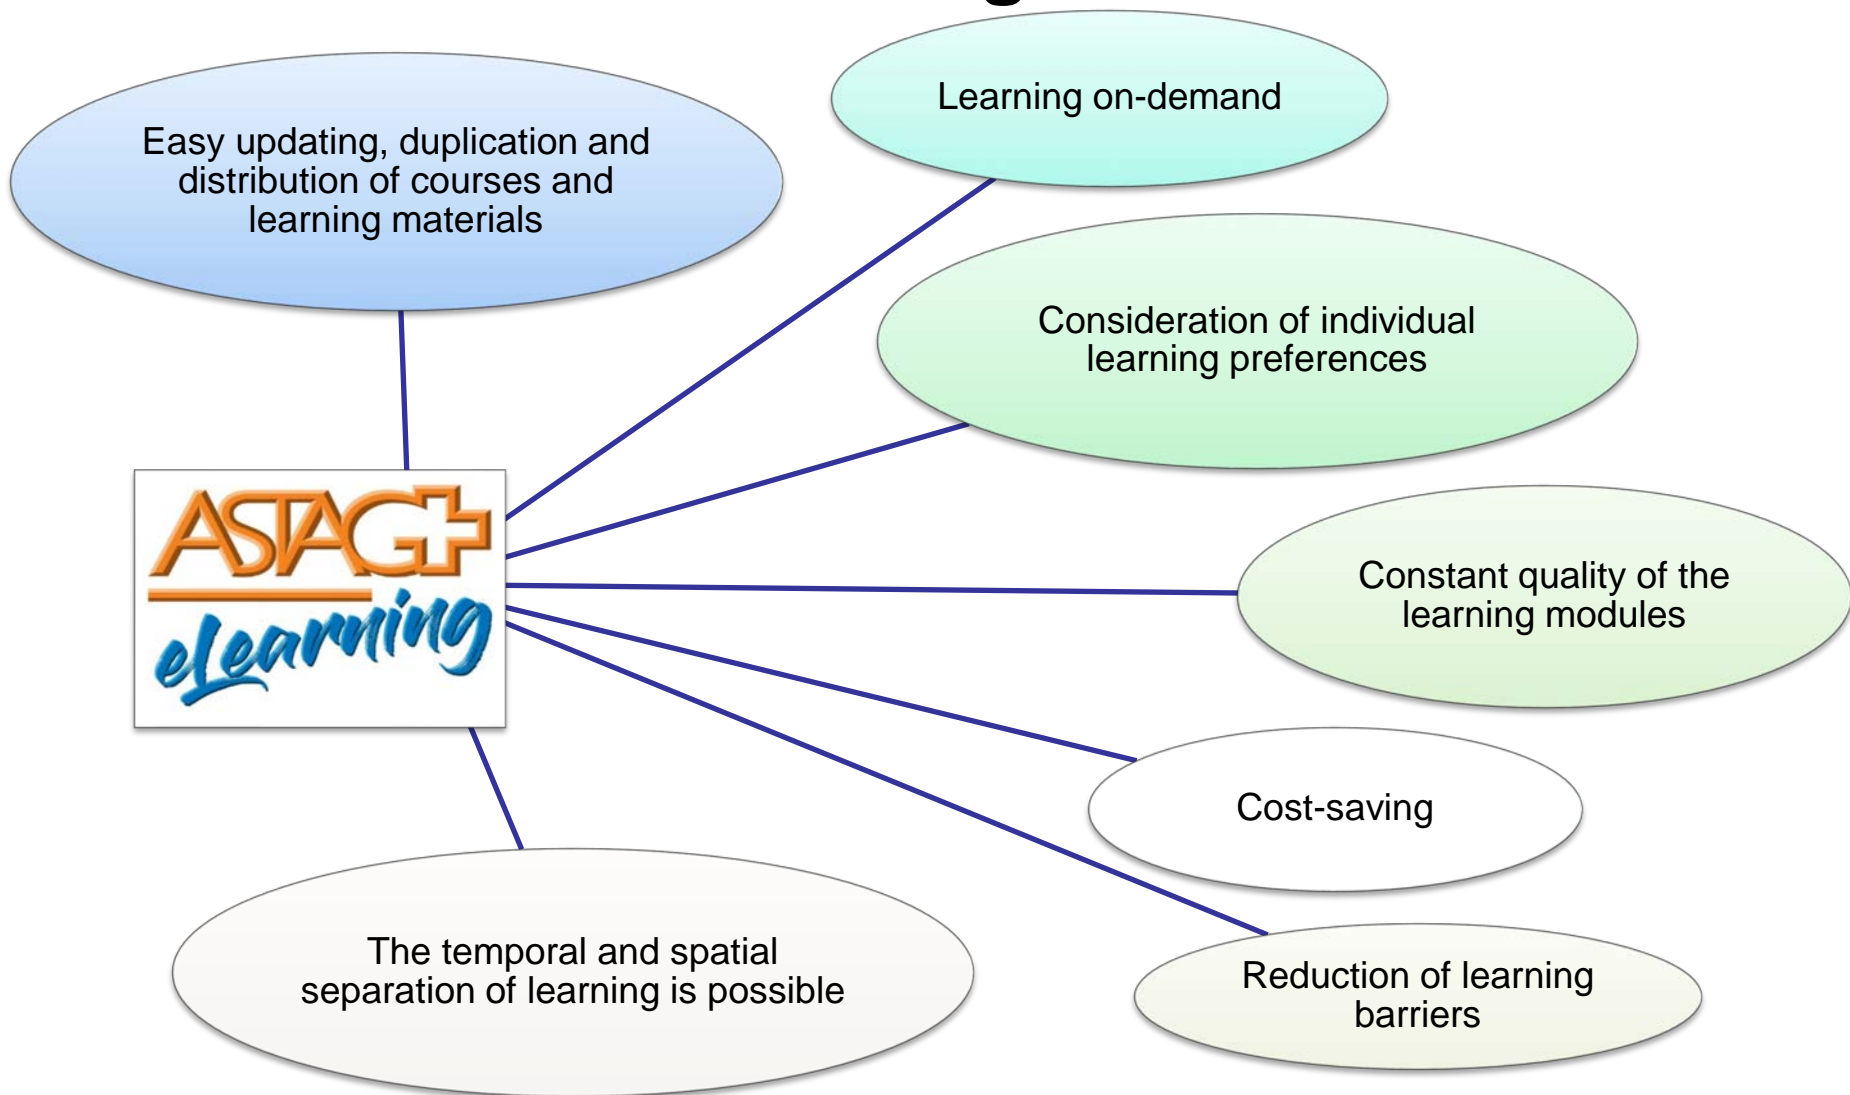 Learning on-demand
Easy updating, duplication and
distribution of courses and
learning materials
Consideration of individual
learning preferences
ASTAG
eLearning
Constant quality of the
learning modules
Cost-saving
The temporal and spatial
separation of learning is possible
Reduction of learning
barriers